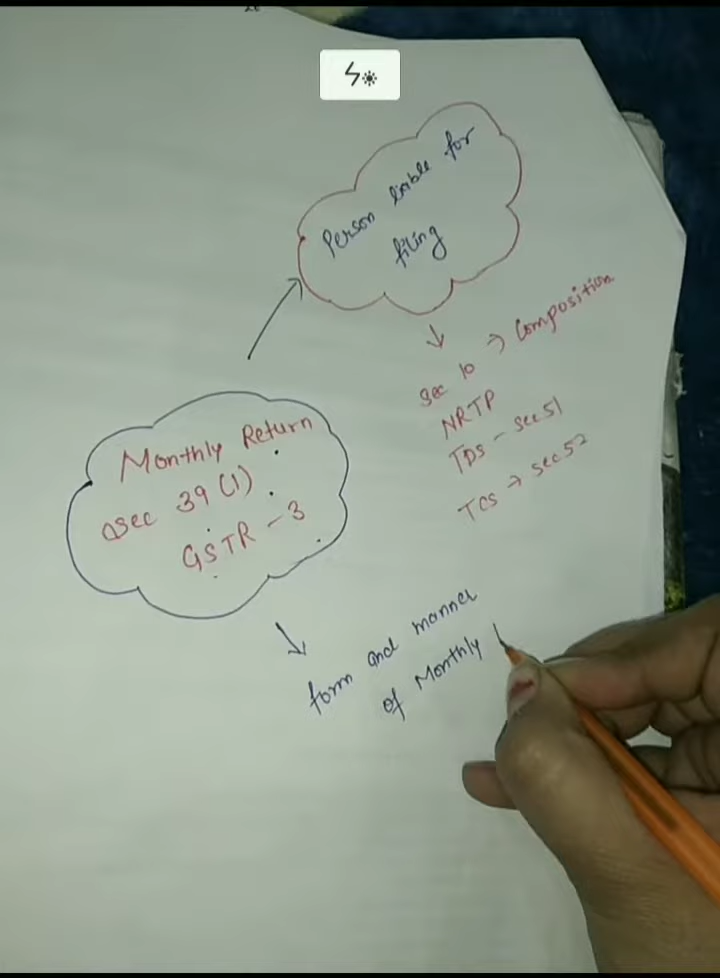 Person liable for
filing
Sec 10 → Composition
NRTP
TDS - Sec 51
TCS → Sec 52
Monthly Return
Sec 39 (1)
GSTR - 3
form and manner
of Monthly